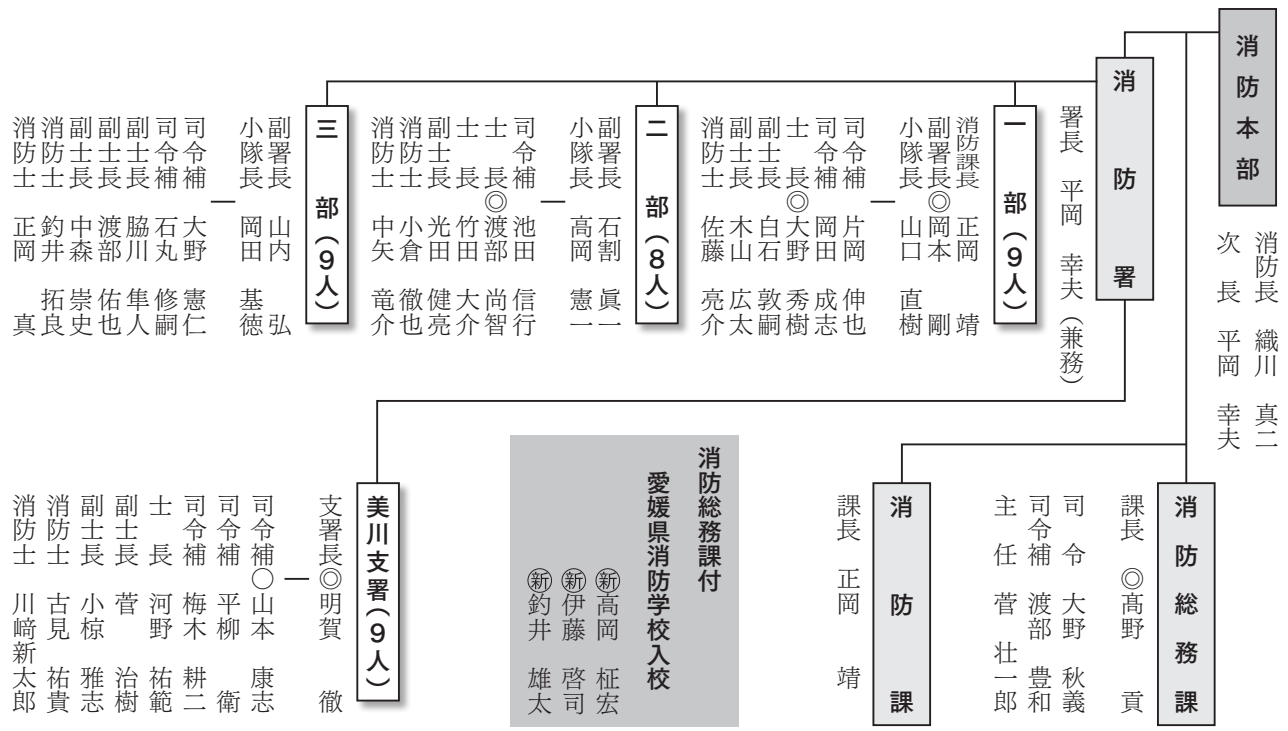 消防本部
消防長 織川 真二
次長 平岡 幸夫
消防署
署長 平岡 幸夫（兼務）
一部（9人）
消防課長 正岡 靖
副署長◎岡本 剛
小隊長 山口 直樹
司令補 片岡 伸也
司令補 岡田 成志
士長◎大野 秀樹
副士長 白石 敦嗣
副士長 木山 広太
消防士 佐藤 亮介
二部（8人）
副署長 石割 眞一
小隊長 高岡 憲一
司令補 池田 信行
士長◎渡部 尚智
士長 竹田 大介
副士長 光田 健亮
消防士 小倉 徹也
消防士 中矢 竜介
三部（9人）
副署長 山内 弘
小隊長 岡田 基徳
司令補 大野 憲仁
司令補 石丸 修嗣
副士長 脇川 隼人
副士長 渡部 佑也
副士長 中森 崇史
消防士 釣井 拓良
消防士 正岡 真
消防総務課
課長 ◎髙野 貢
司令 大野 秋義
司令補 渡部 豊和
主任 菅 壮一郎
消防課
課長 正岡 靖
消防総務課付
愛媛県消防学校入校
㊟高岡 柾宏
㊟伊藤 啓司
㊟釣井 雄太
美川支署（9人）
支署長◎明賀 徹
司令補○山本 康志
司令補 平柳 衛
司令補 梅木 耕二
士長 河野 祐範
副士長 菅 治樹
副士長 小椋 雅志
消防士 古見 祐貴
消防士 川﨑新太郎